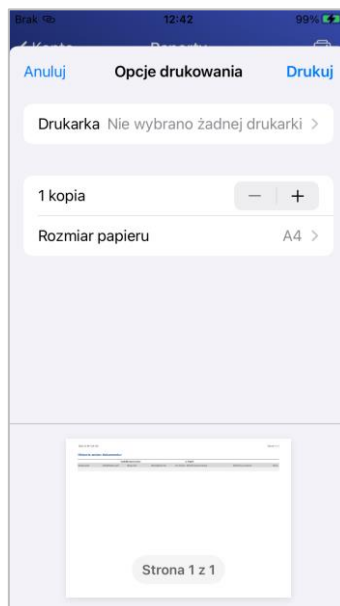 Brak
12:42
99%
Anuluj
Opcje drukowania
Drukuj
Drukarka
Nie wybrano żadnej drukarki
1 kopia
Rozmiar papieru
A4
Strona 1 z 1